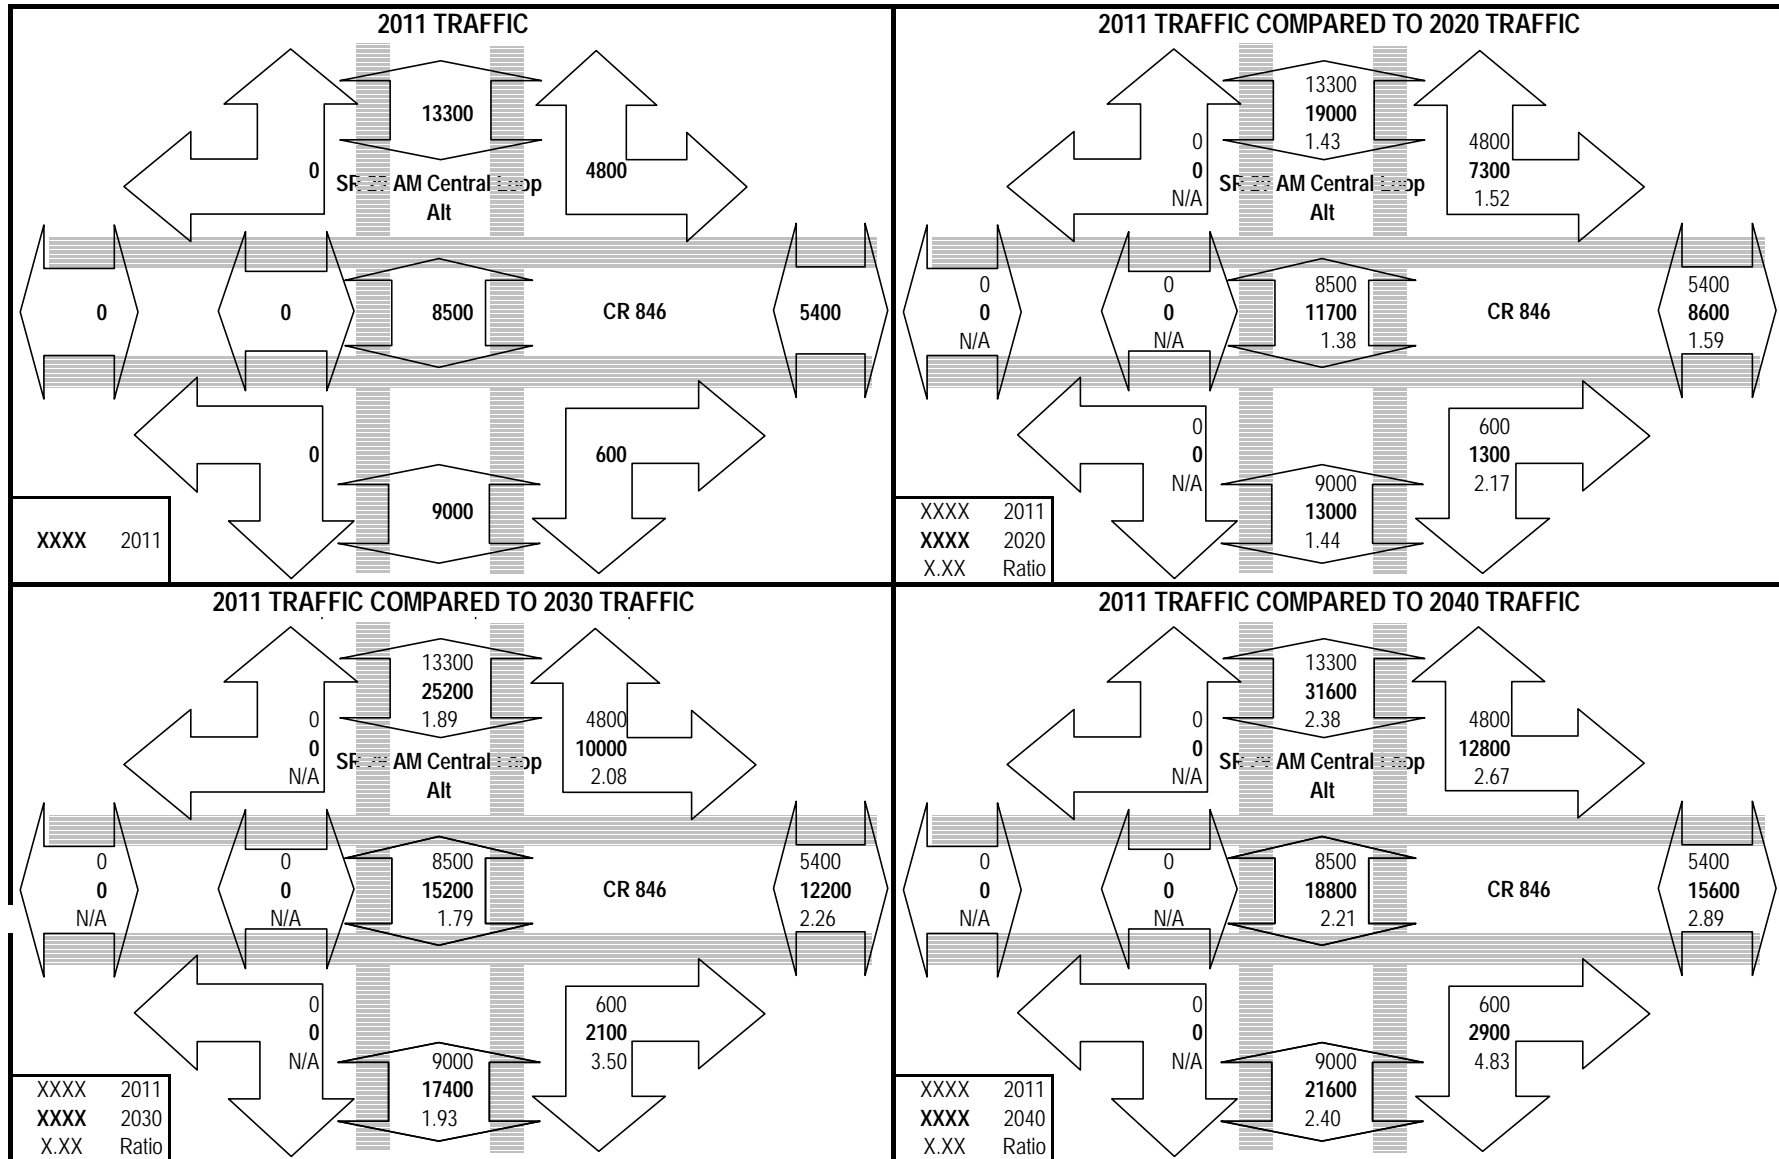 2011 TRAFFIC
13300
0
4800
SR AM Central Loop
Alt
0
0
8500
CR 846
5400
0
600
9000
XXXX 2011
2011 TRAFFIC COMPARED TO 2020 TRAFFIC
13300
19000
1.43
0
0
N/A
4800
7300
1.52
SR AM Central Loop
Alt
0
0
N/A
0
0
N/A
8500
11700
1.38
CR 846
5400
8600
1.59
0
0
N/A
600
1300
2.17
9000
13000
1.44
XXXX 2011
XXXX 2020
X.XX Ratio
2011 TRAFFIC COMPARED TO 2030 TRAFFIC
13300
25200
1.89
0
0
N/A
4800
10000
2.08
SR AM Central Loop
Alt
0
0
N/A
0
0
N/A
8500
15200
1.79
CR 846
5400
12200
2.26
0
0
N/A
600
2100
3.50
9000
17400
1.93
XXXX 2011
XXXX 2030
X.XX Ratio
2011 TRAFFIC COMPARED TO 2040 TRAFFIC
13300
31600
2.38
0
0
N/A
4800
12800
2.67
SR AM Central Loop
Alt
0
0
N/A
0
0
N/A
8500
18800
2.21
CR 846
5400
15600
2.89
0
0
N/A
600
2900
4.83
9000
21600
2.40
XXXX 2011
XXXX 2040
X.XX Ratio